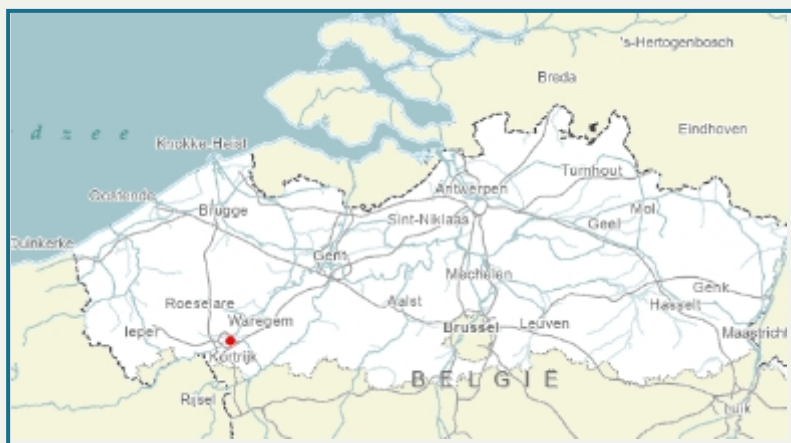 's-Hertogenbosch
Breda
Eindhoven
d z e e
Knokke-Heist
Turnhout
Antwerpen
Oostende
Mol
Brugge
Sint-Niklaas
Geel
Duinkerke
Gent
Mechelen
Genk
Roeselare
Aalst
Hasselt
Waregem
Brussel
Leuven
Ieper
Maastricht
Kortrijk
BELGIË
Rijsel
Luik